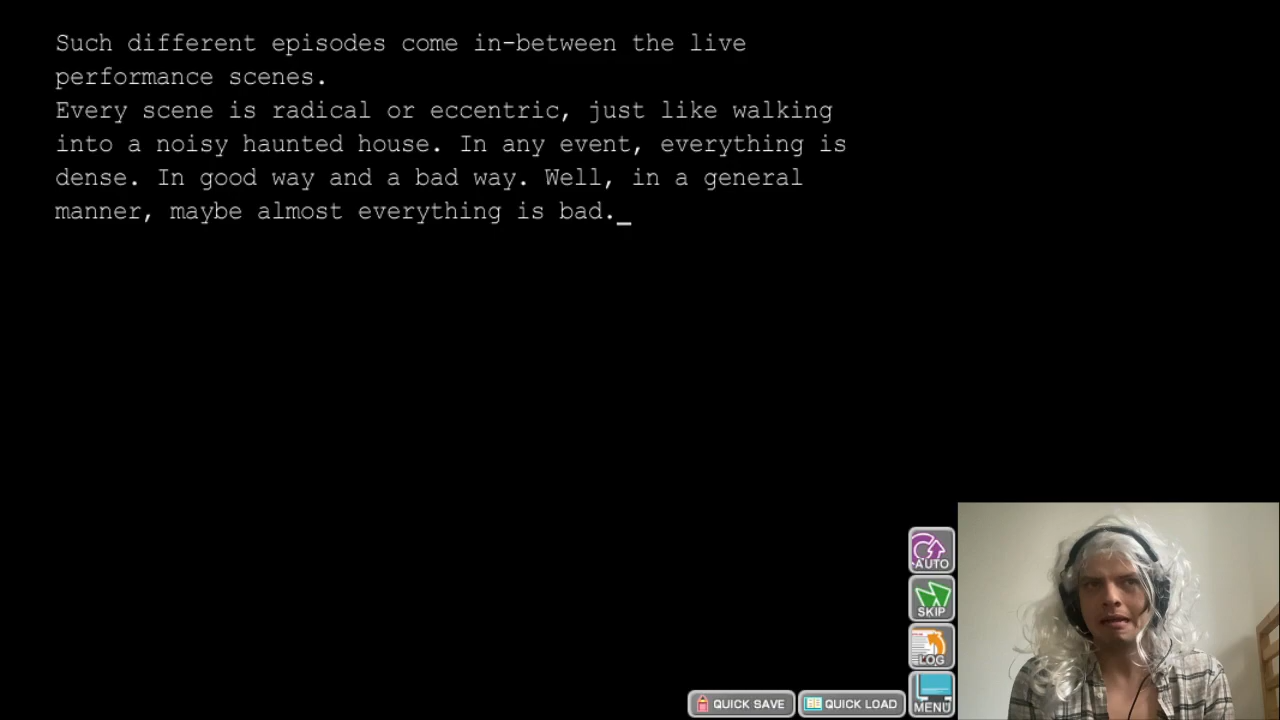 Such different episodes come in-between the live
performance scenes.
Every scene is radical or eccentric, just like walking
into a noisy haunted house. In any event, everything is
dense. In good way and a bad way. Well, in a general
manner, maybe almost everything is bad._
AUTO
SKIP
LOG
MENU
QUICK SAVE
QUICK LOAD